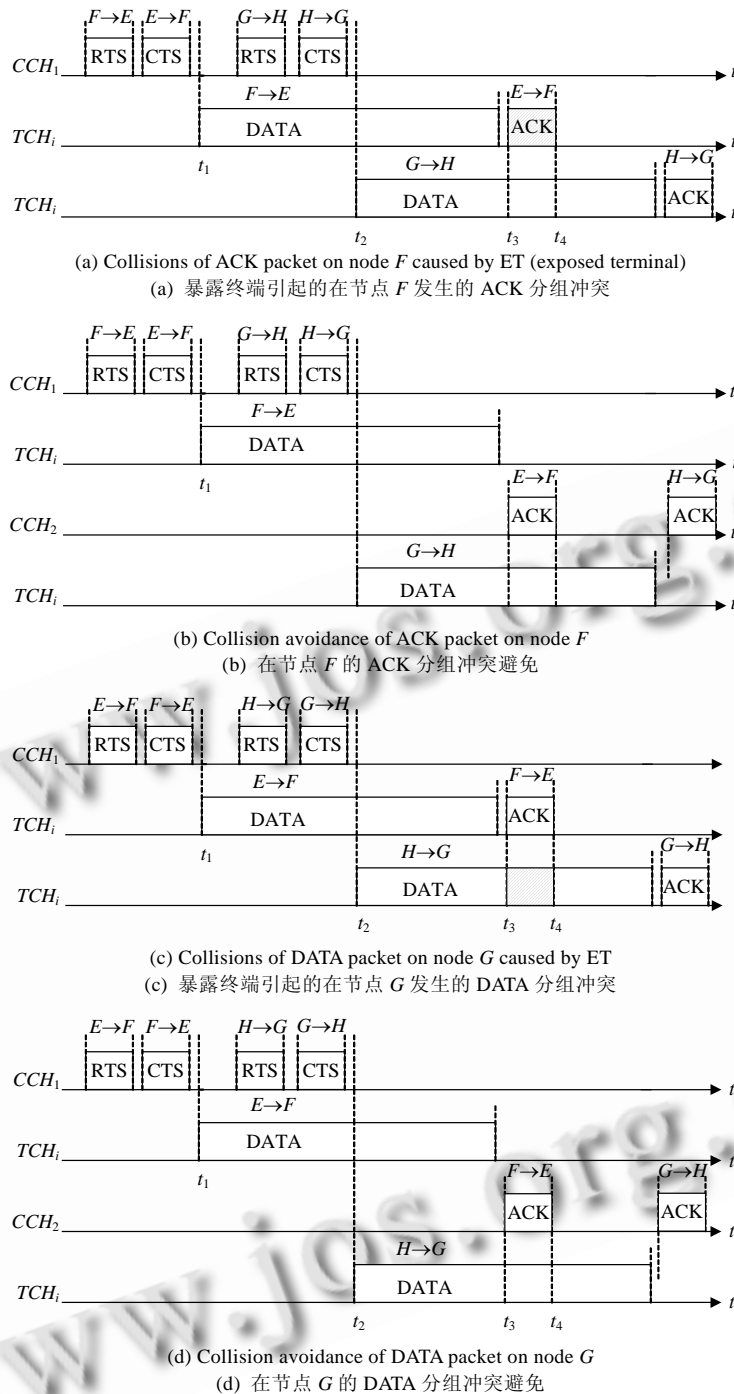 F→E E→F G→H H→G
RTS CTS RTS CTS
CCH1 t
F→E E→F
DATA ACK
TCHi t
t1 G→H H→G
DATA ACK
TCHi t
t2 t3 t4
(a) Collisions of ACK packet on node F caused by ET (exposed terminal)
(a) 暴露终端引起的在节点 F 发生的 ACK 分组冲突
F→E E→F G→H H→G
RTS CTS RTS CTS
CCH1 t
F→E
DATA
TCHi t
t1 E→F H→G
ACK ACK
CCH2 t
G→H
DATA
TCHi t
(b) Collision avoidance of ACK packet on node F
(b) 在节点 F 的 ACK 分组冲突避免
E→F F→E H→G G→H
RTS CTS RTS CTS
CCH1
E→F F→E
DATA ACK
TCHi
t1 H→G G→H
DATA ACK
TCHi
t2 t3 t4
(c) Collisions of DATA packet on node G caused by ET
(c) 暴露终端引起的在节点 G 发生的 DATA 分组冲突
E→F F→E H→G G→H
RTS CTS RTS CTS
CCH1 t
E→F
DATA
TCHi t
t1 F→E G→H
ACK ACK
CCH2 t
H→G
DATA
TCHi t
t2 t3 t4
(d) Collision avoidance of DATA packet on node G
(d) 在节点 G 的 DATA 分组冲突避免
www.jos.org.
www.jos.org.